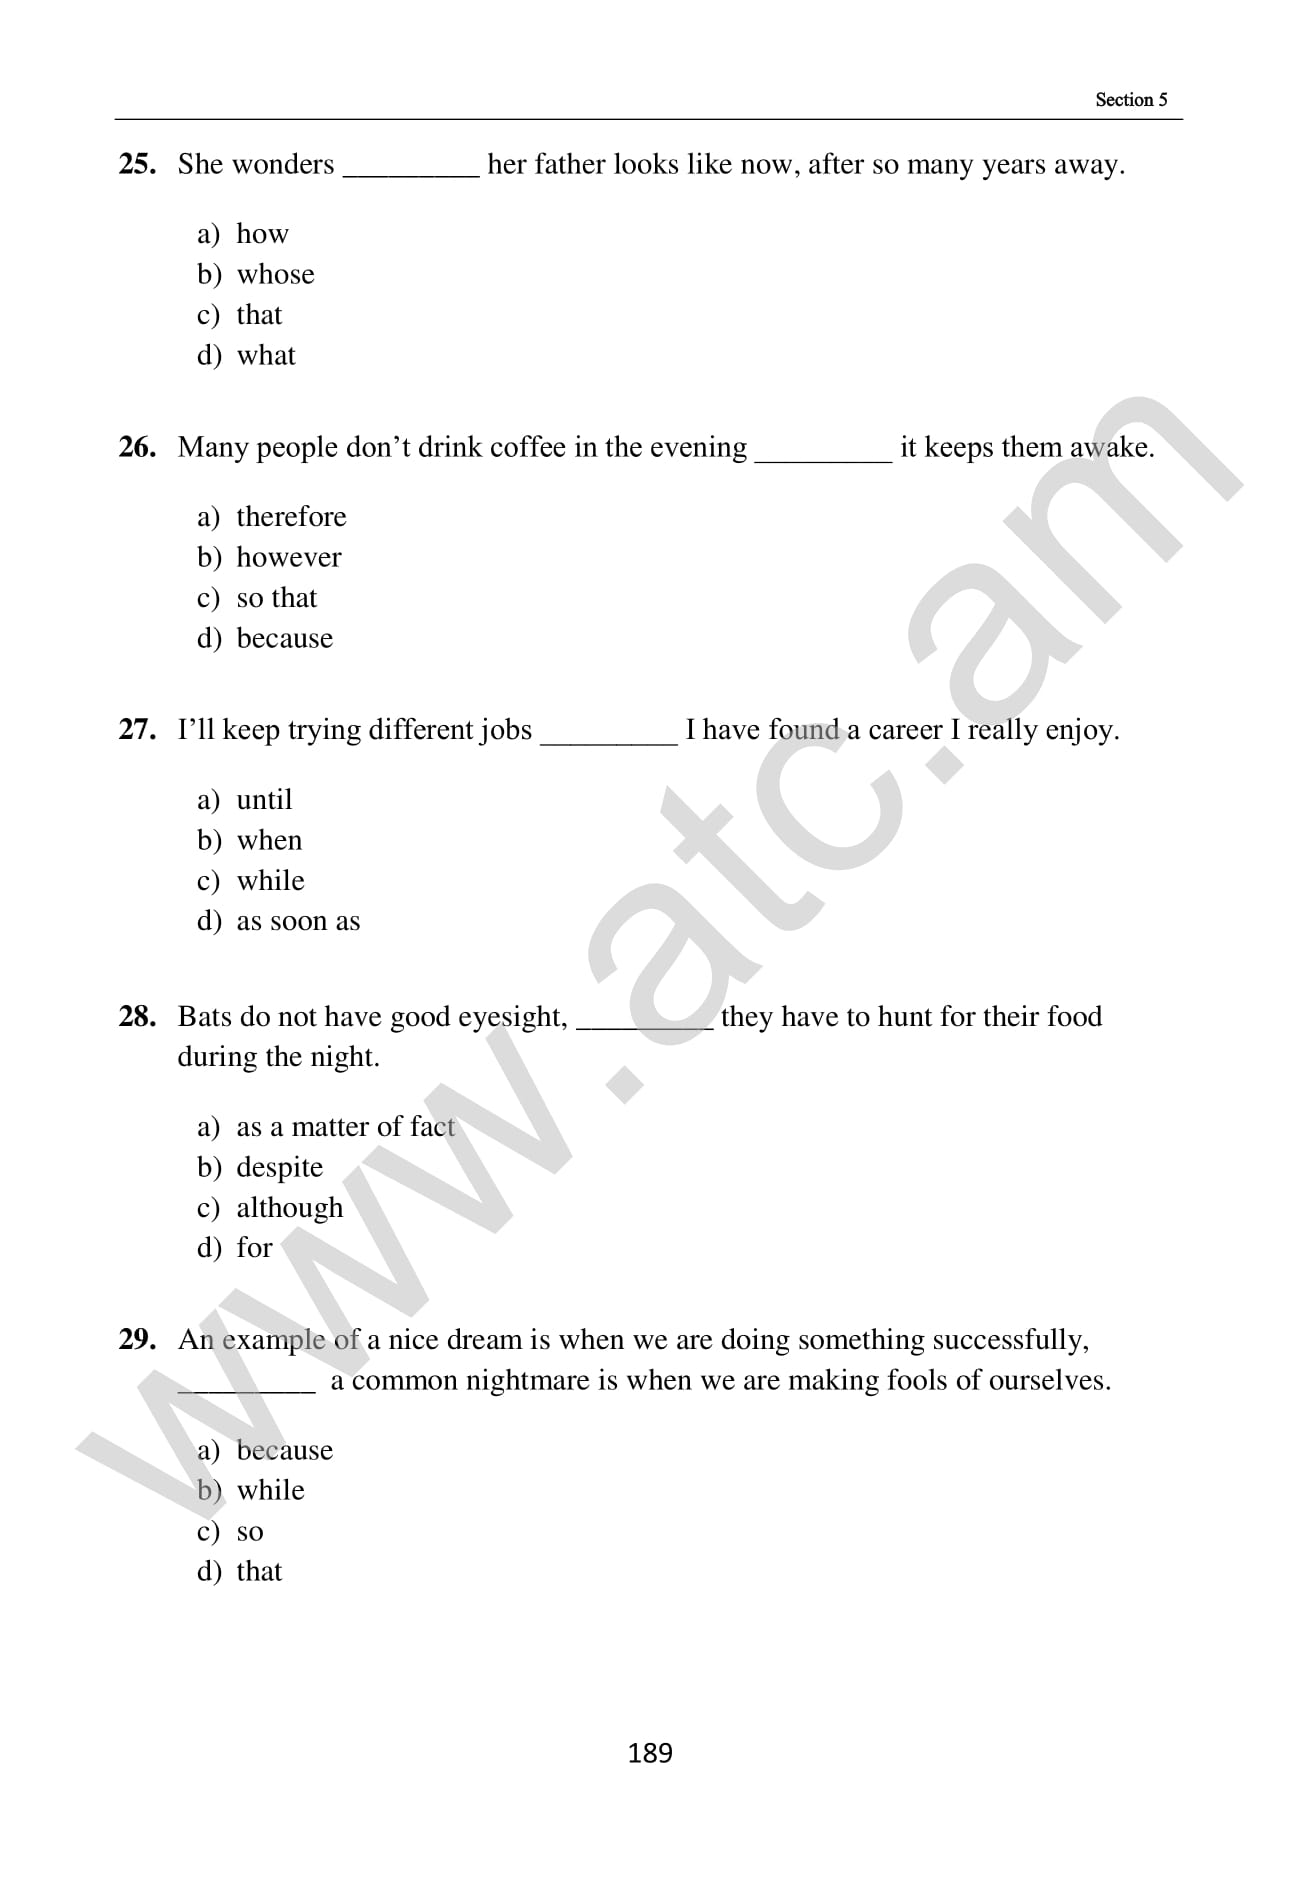 Section 5
25. She wonders _________ her father looks like now, after so many years away.
a) how
b) whose
c) that
d) what
26. Many people don’t drink coffee in the evening _________ it keeps them awake.
a) therefore
b) however
c) so that
d) because
27. I’ll keep trying different jobs _________ I have found a career I really enjoy.
a) until
b) when
c) while
d) as soon as
28. Bats do not have good eyesight, _________ they have to hunt for their food
during the night.
a) as a matter of fact
b) despite
c) although
d) for
29. An example of a nice dream is when we are doing something successfully,
_________ a common nightmare is when we are making fools of ourselves.
a) because
b) while
c) so
d) that
189
www.atc.am